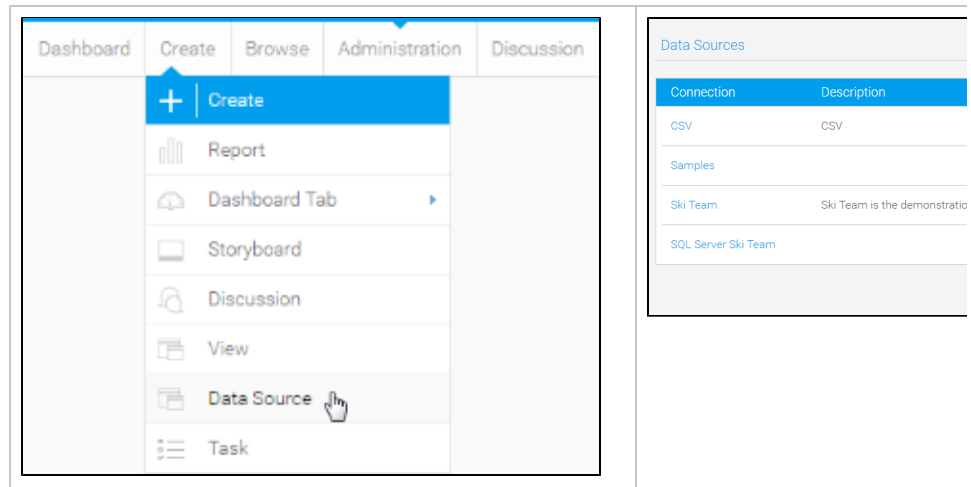 Dashboard Create Browse Administration Discussion
Create
Report
Dashboard Tab
Storyboard
Discussion
View
Data Source
Task
Data Sources
Connection Description
CSV CSV
Samples
Ski Team Ski Team is the demonstratio
SQL Server Ski Team